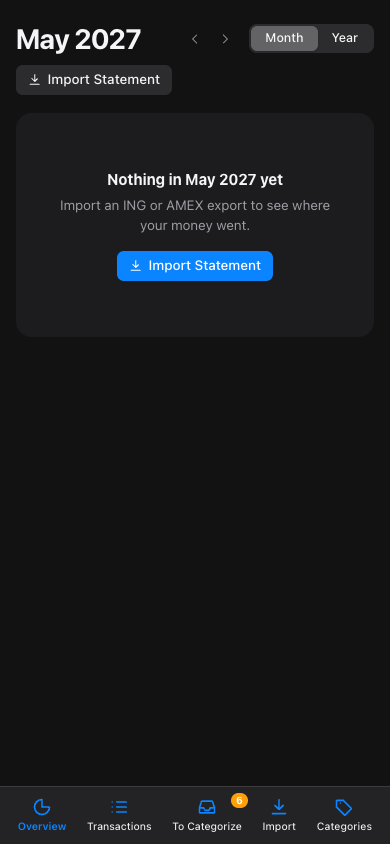 May 2027
Month
Year
Import Statement
Nothing in May 2027 yet
Import an ING or AMEX export to see where
your money went.
Import Statement
6
Overview
Transactions
To Categorize
Import
Categories